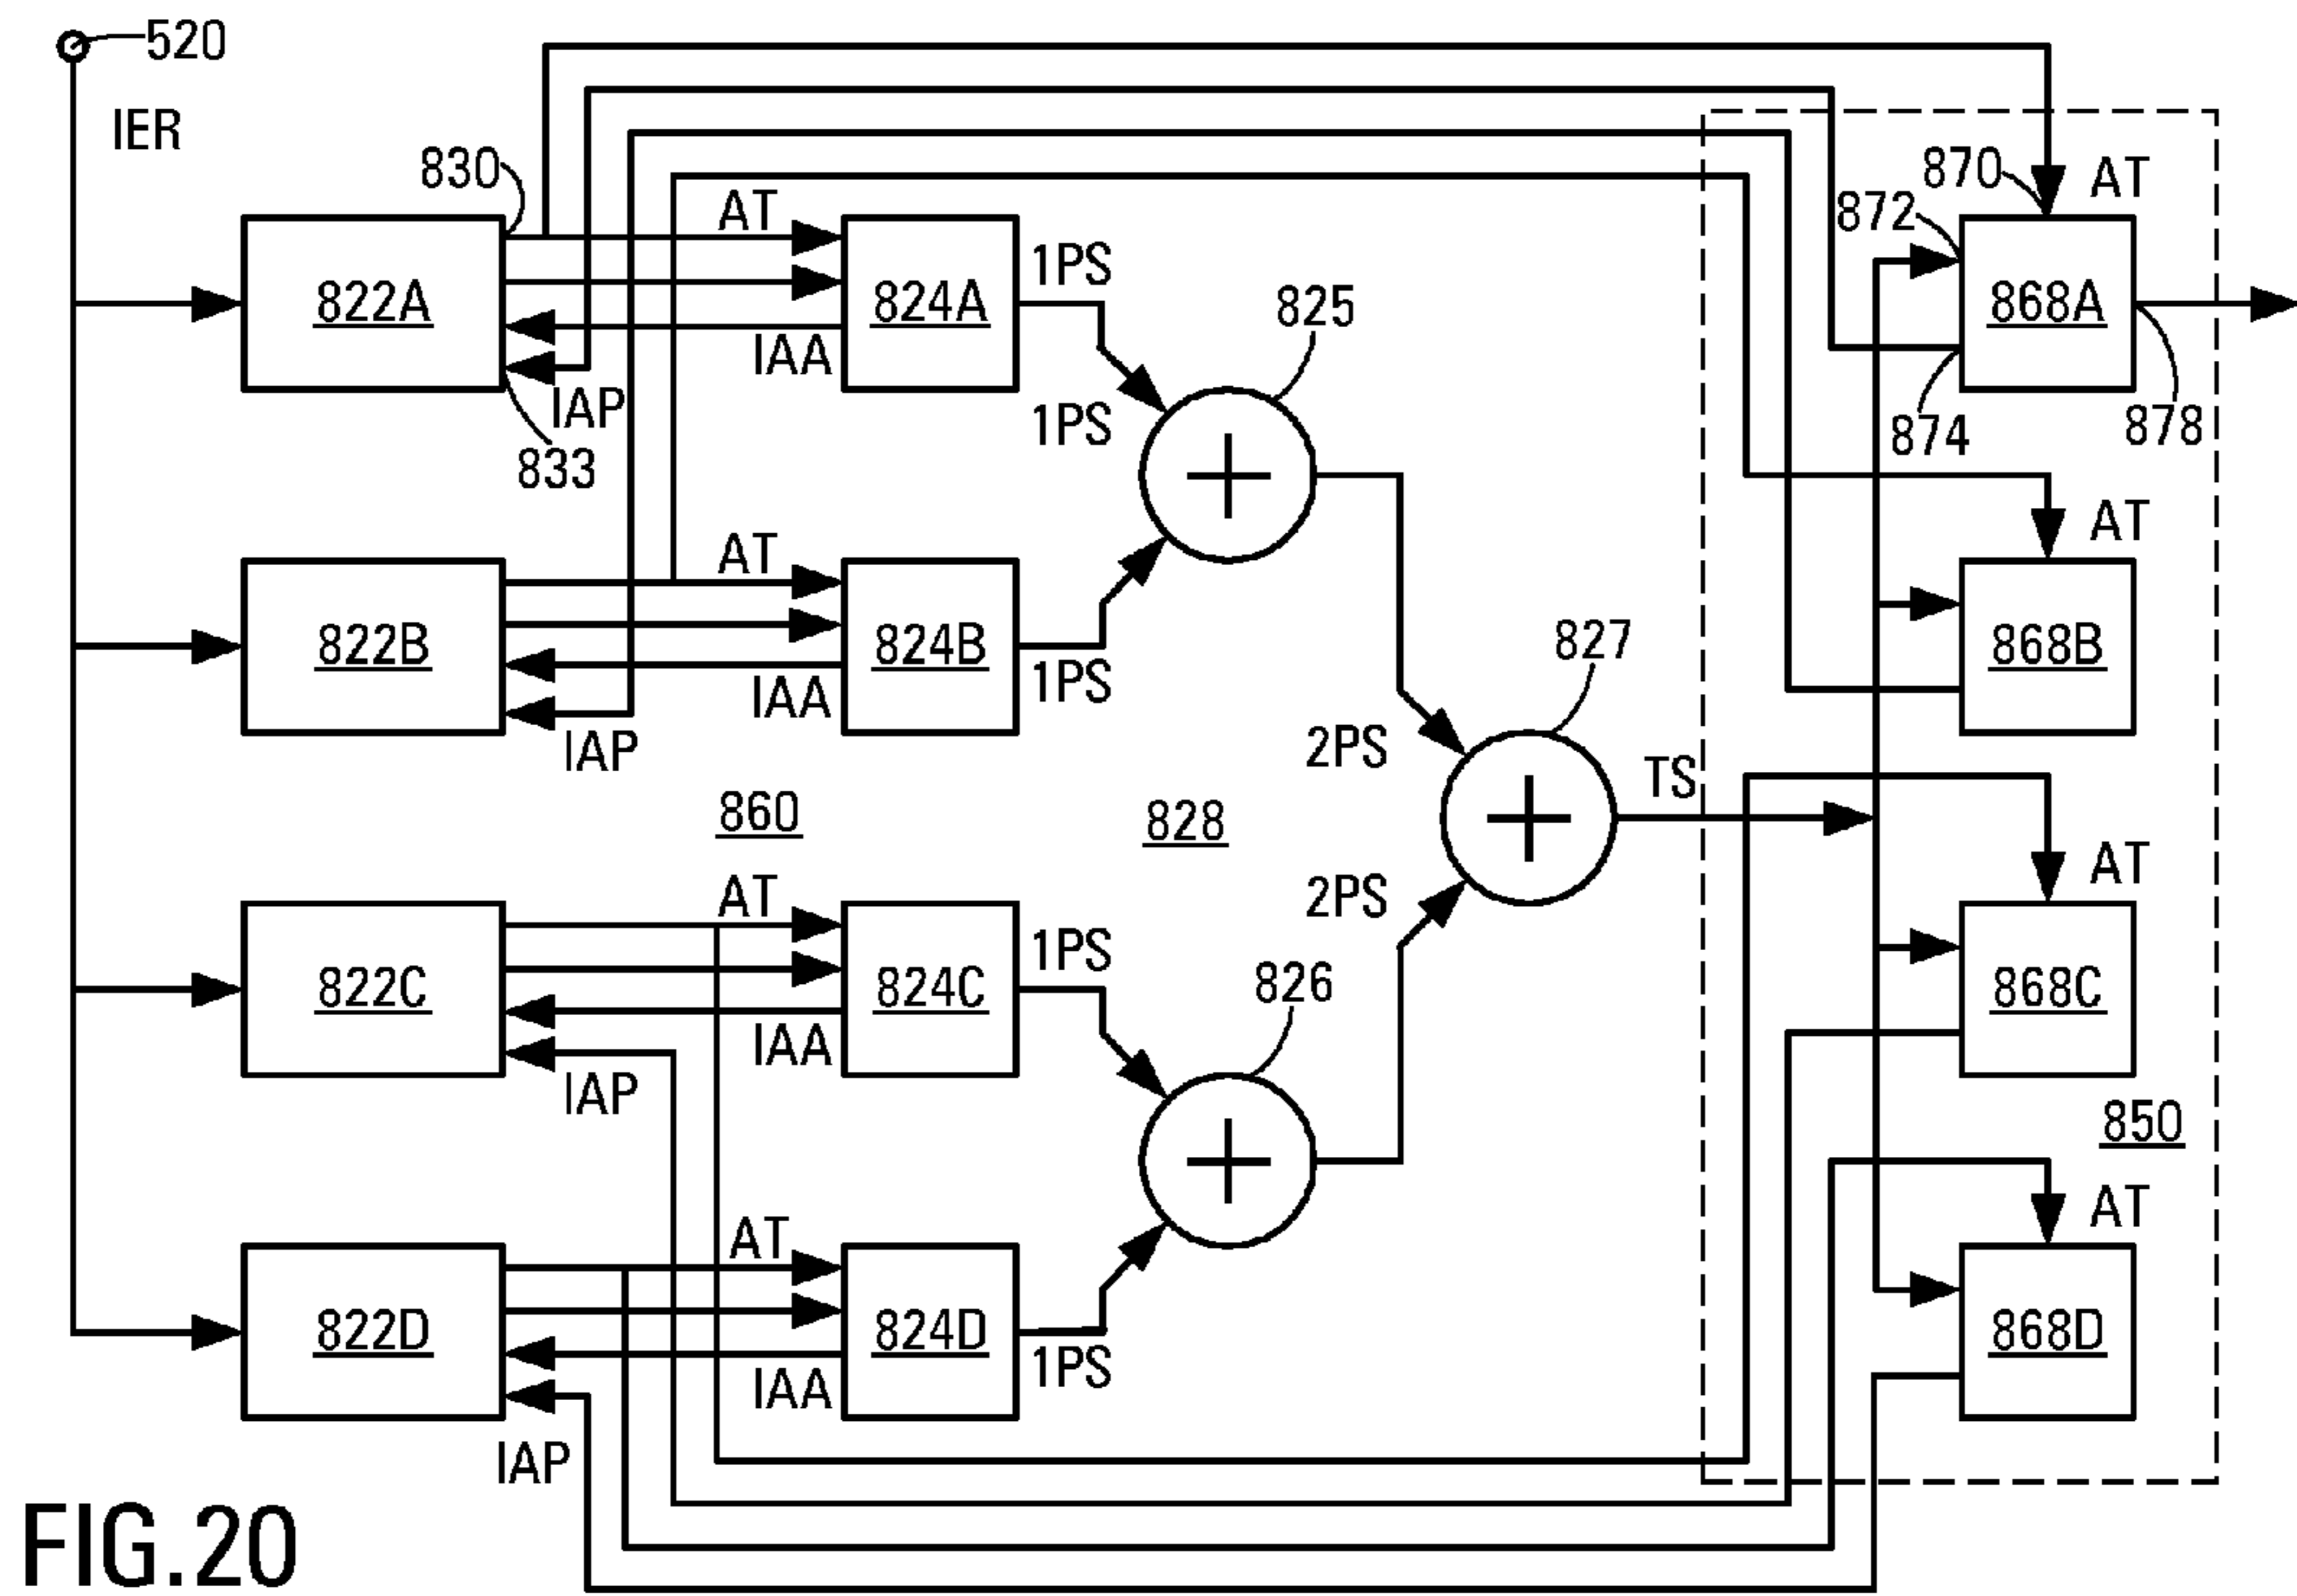 520
IER
830
AT
870
AT
872
822A
824A
1PS
825
868A
IAA
IAP
1PS
874
878
833
AT
AT
822B
824B
827
868B
IAA
1PS
IAP
2PS
TS
860
828
AT
AT
2PS
822C
824C
1PS
826
868C
IAA
IAP
850
AT
AT
822D
824D
868D
IAA
1PS
IAP
FIG.20